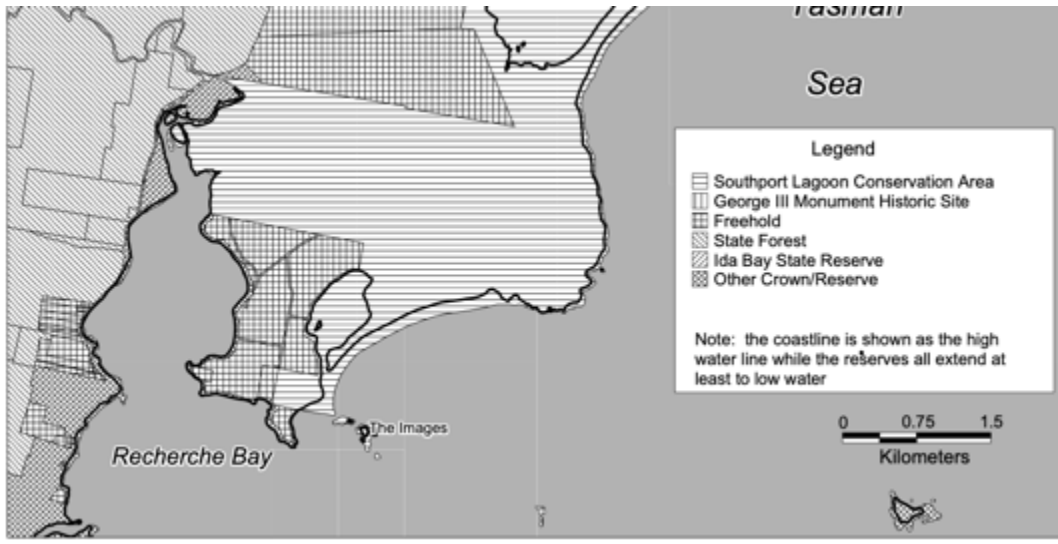 Tasman
Sea
Legend
Southport Lagoon Conservation Area
George III Monument Historic Site
Freehold
State Forest
Ida Bay State Reserve
Other Crown/Reserve
Note: the coastline is shown as the high
water line while the reserves all extend at
least to low water
The Images
0 0.75 1.5
Kilometers
Recherche Bay